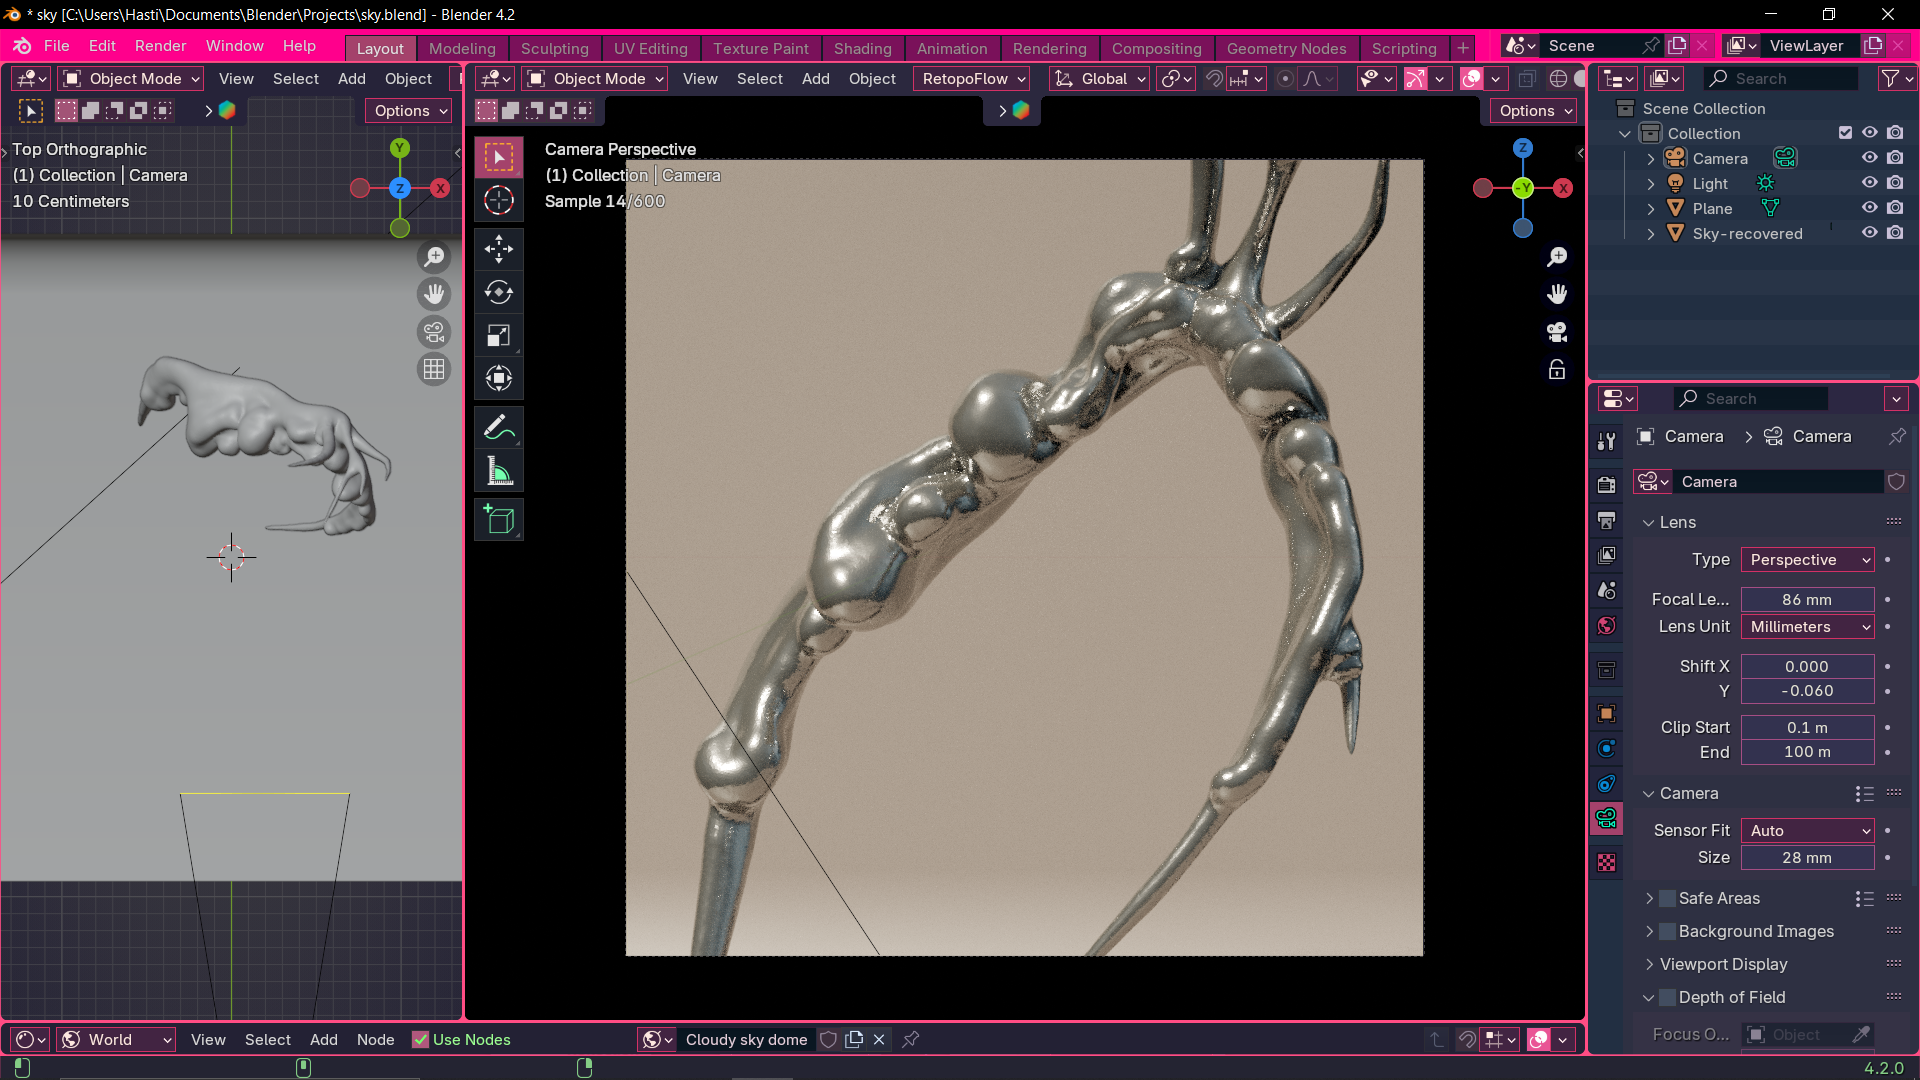 * sky [C:\Users\Hasti\Documents\Blender\Projects\sky.blend] - Blender 4.2
File Edit Render Window Help Layout Modeling Sculpting UV Editing Texture Paint Shading Animation Rendering Compositing Geometry Nodes Scripting + Scene ViewLayer
Object Mode View Select Add Object
Object Mode View Select Add Object RetopoFlow Global
Search
Options
Options
Scene Collection
Collection
Camera
Light
Plane
Sky-recovered
Top Orthographic
(1) Collection | Camera
10 Centimeters
Y
Z
X
Camera Perspective
(1) Collection | Camera
Sample 14/600
Z
-Y
X
Search
Camera > Camera
Camera
Lens
Type Perspective
Focal Le... 86 mm
Lens Unit Millimeters
Shift X 0.000
Y -0.060
Clip Start 0.1 m
End 100 m
Camera
Sensor Fit Auto
Size 28 mm
Safe Areas
Background Images
Viewport Display
Depth of Field
Focus O... Object
World View Select Add Node Use Nodes Cloudy sky dome
4.2.0